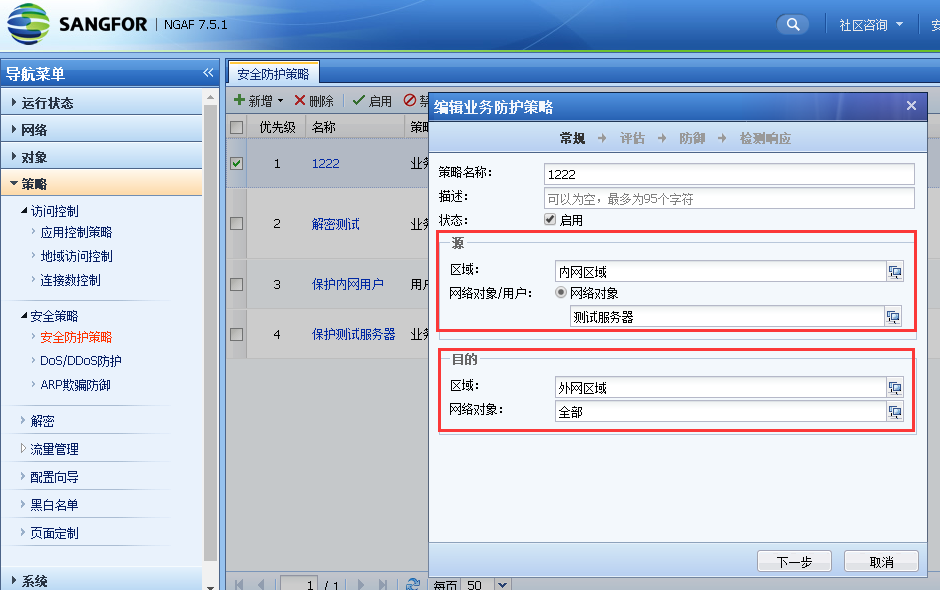 SANGFOR | NGAF 7.5.1
社区咨询
导航菜单
运行状态
网络
对象
策略
访问控制
应用控制策略
地域访问控制
连接数控制
安全策略
安全防护策略
DoS/DDoS防护
ARP欺骗防御
解密
流量管理
配置向导
黑白名单
页面定制
系统
安全防护策略
新增 删除 启用 禁
优先级 名称 策略
1 1222 业务
2 解密测试 业务
3 保护内网用户 用户
4 保护测试服务器 业务
1 / 1 每页 50
编辑业务防护策略
常规 评估 防御 检测响应
策略名称: 1222
描述: 可以为空，最多为95个字符
状态: 启用
源
区域: 内网区域
网络对象/用户: 网络对象
测试服务器
目的
区域: 外网区域
网络对象: 全部
下一步 取消